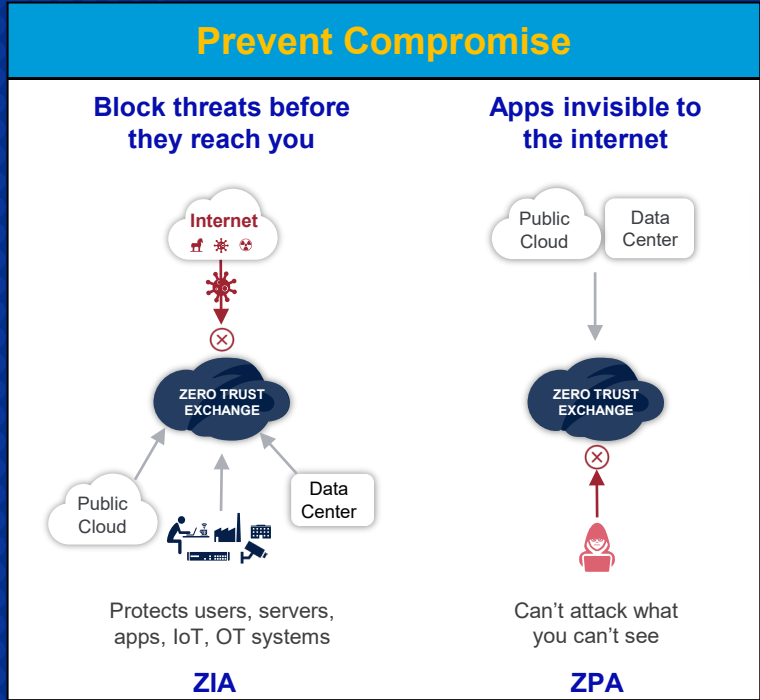 Prevent Compromise
Block threats before
they reach you
Internet
ZERO TRUST
EXCHANGE
Public
Cloud
Data
Center
Protects users, servers,
apps, IoT, OT systems
ZIA
Apps invisible to
the internet
Public
Cloud
Data
Center
ZERO TRUST
EXCHANGE
Can't attack what
you can't see
ZPA